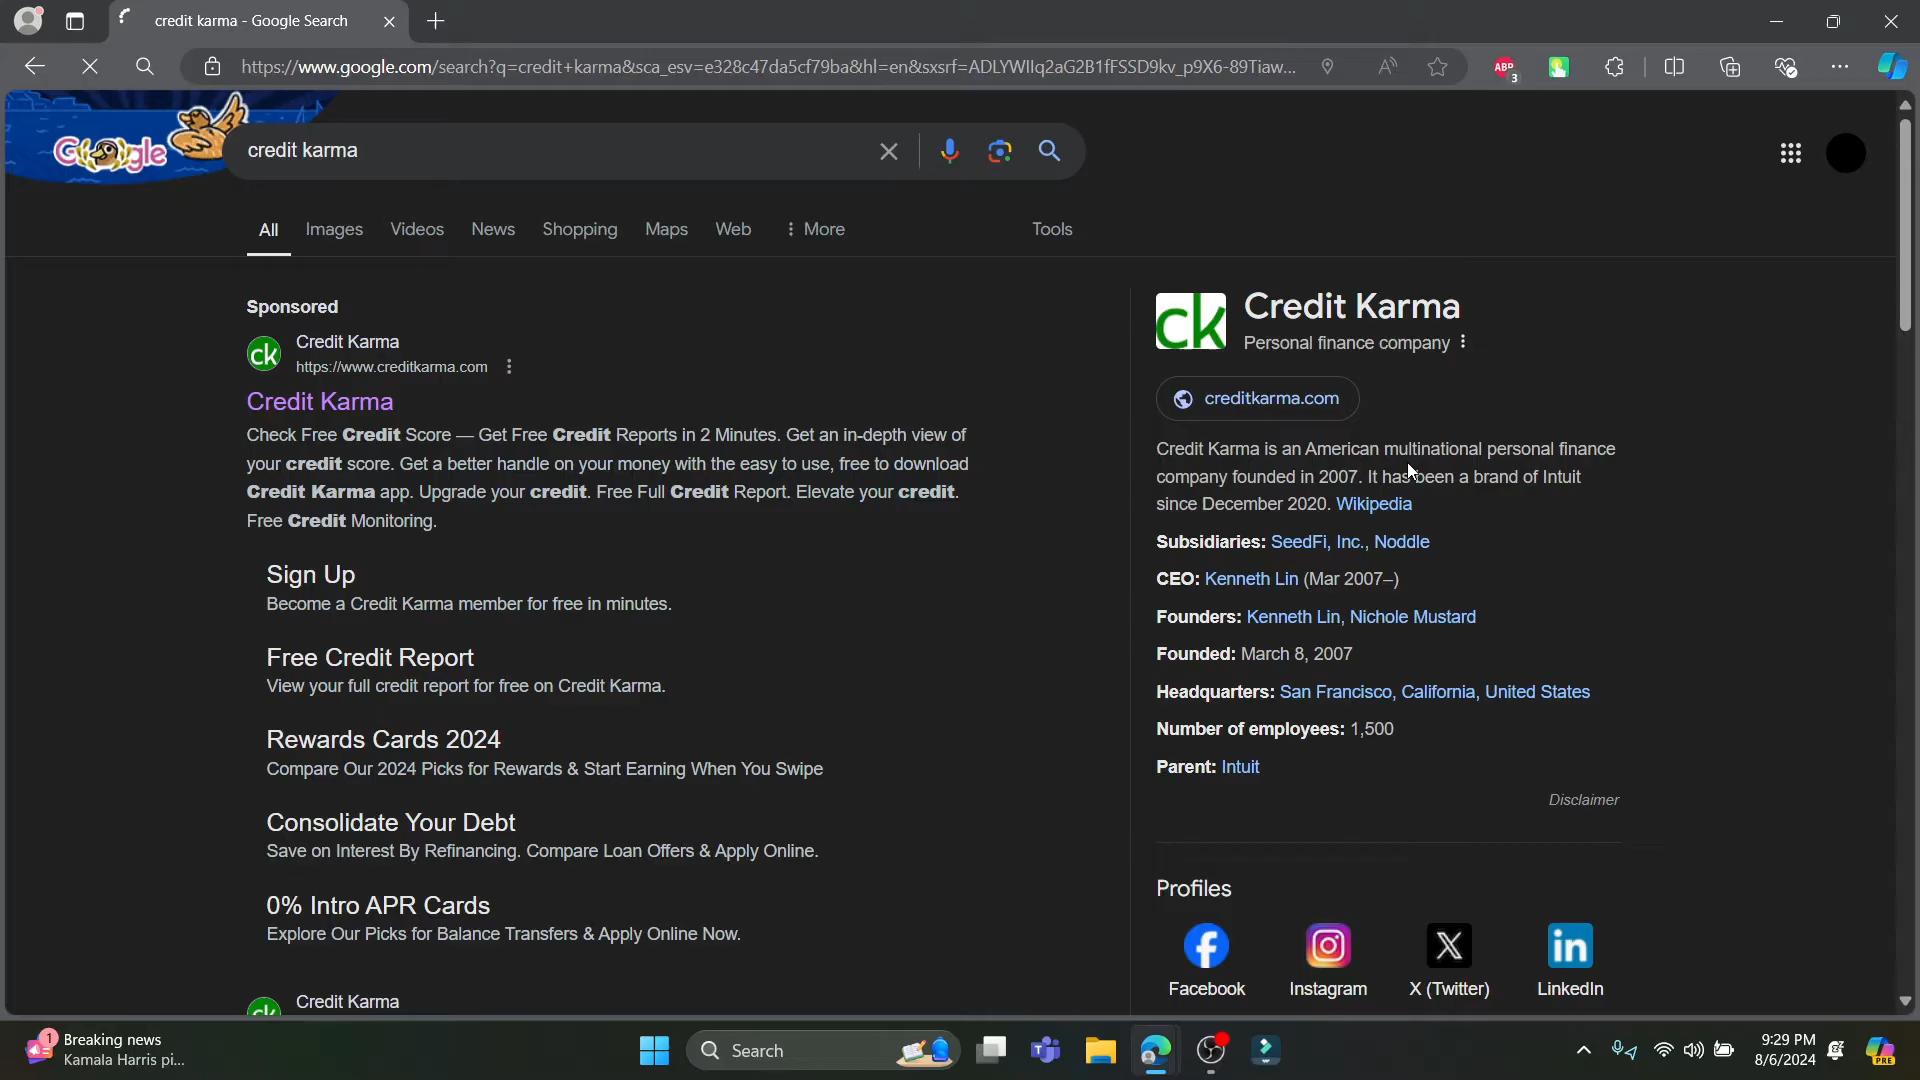 credit karma - Google Search
https://www.google.com/search?q=credit+karma&sca_esv=e328c47da5cf79ba&hl=en&sxsrf=ADLYWIIq2aG2B1fFSSD9kv_p9X6-89Tiaw...
ABP
3
Google
credit karma
All
Images
Videos
News
Shopping
Maps
Web
More
Tools
Sponsored
ck
Credit Karma
https://www.creditkarma.com
Credit Karma
Check Free Credit Score — Get Free Credit Reports in 2 Minutes. Get an in-depth view of
your credit score. Get a better handle on your money with the easy to use, free to download
Credit Karma app. Upgrade your credit. Free Full Credit Report. Elevate your credit.
Free Credit Monitoring.
Sign Up
Become a Credit Karma member for free in minutes.
Free Credit Report
View your full credit report for free on Credit Karma.
Rewards Cards 2024
Compare Our 2024 Picks for Rewards & Start Earning When You Swipe
Consolidate Your Debt
Save on Interest By Refinancing. Compare Loan Offers & Apply Online.
0% Intro APR Cards
Explore Our Picks for Balance Transfers & Apply Online Now.
ck
Credit Karma
ck
Credit Karma
Personal finance company
creditkarma.com
Credit Karma is an American multinational personal finance
company founded in 2007. It has been a brand of Intuit
since December 2020. Wikipedia
Subsidiaries: SeedFi, Inc., Noddle
CEO: Kenneth Lin (Mar 2007–)
Founders: Kenneth Lin, Nichole Mustard
Founded: March 8, 2007
Headquarters: San Francisco, California, United States
Number of employees: 1,500
Parent: Intuit
Disclaimer
Profiles
Facebook
Instagram
X (Twitter)
LinkedIn
1
Breaking news
Kamala Harris pi...
Search
9:29 PM
8/6/2024
PRE